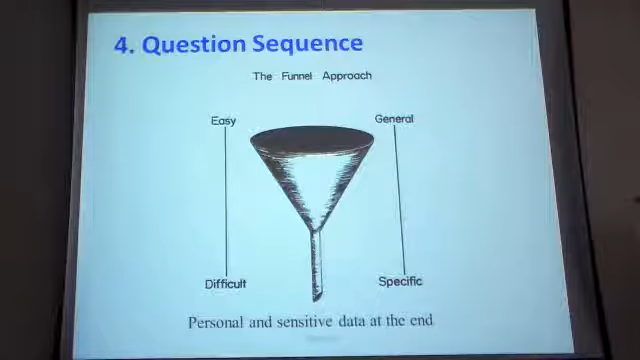 4. Question Sequence
The Funnel Approach
Easy
General
Difficult
Specific
Personal and sensitive data at the end